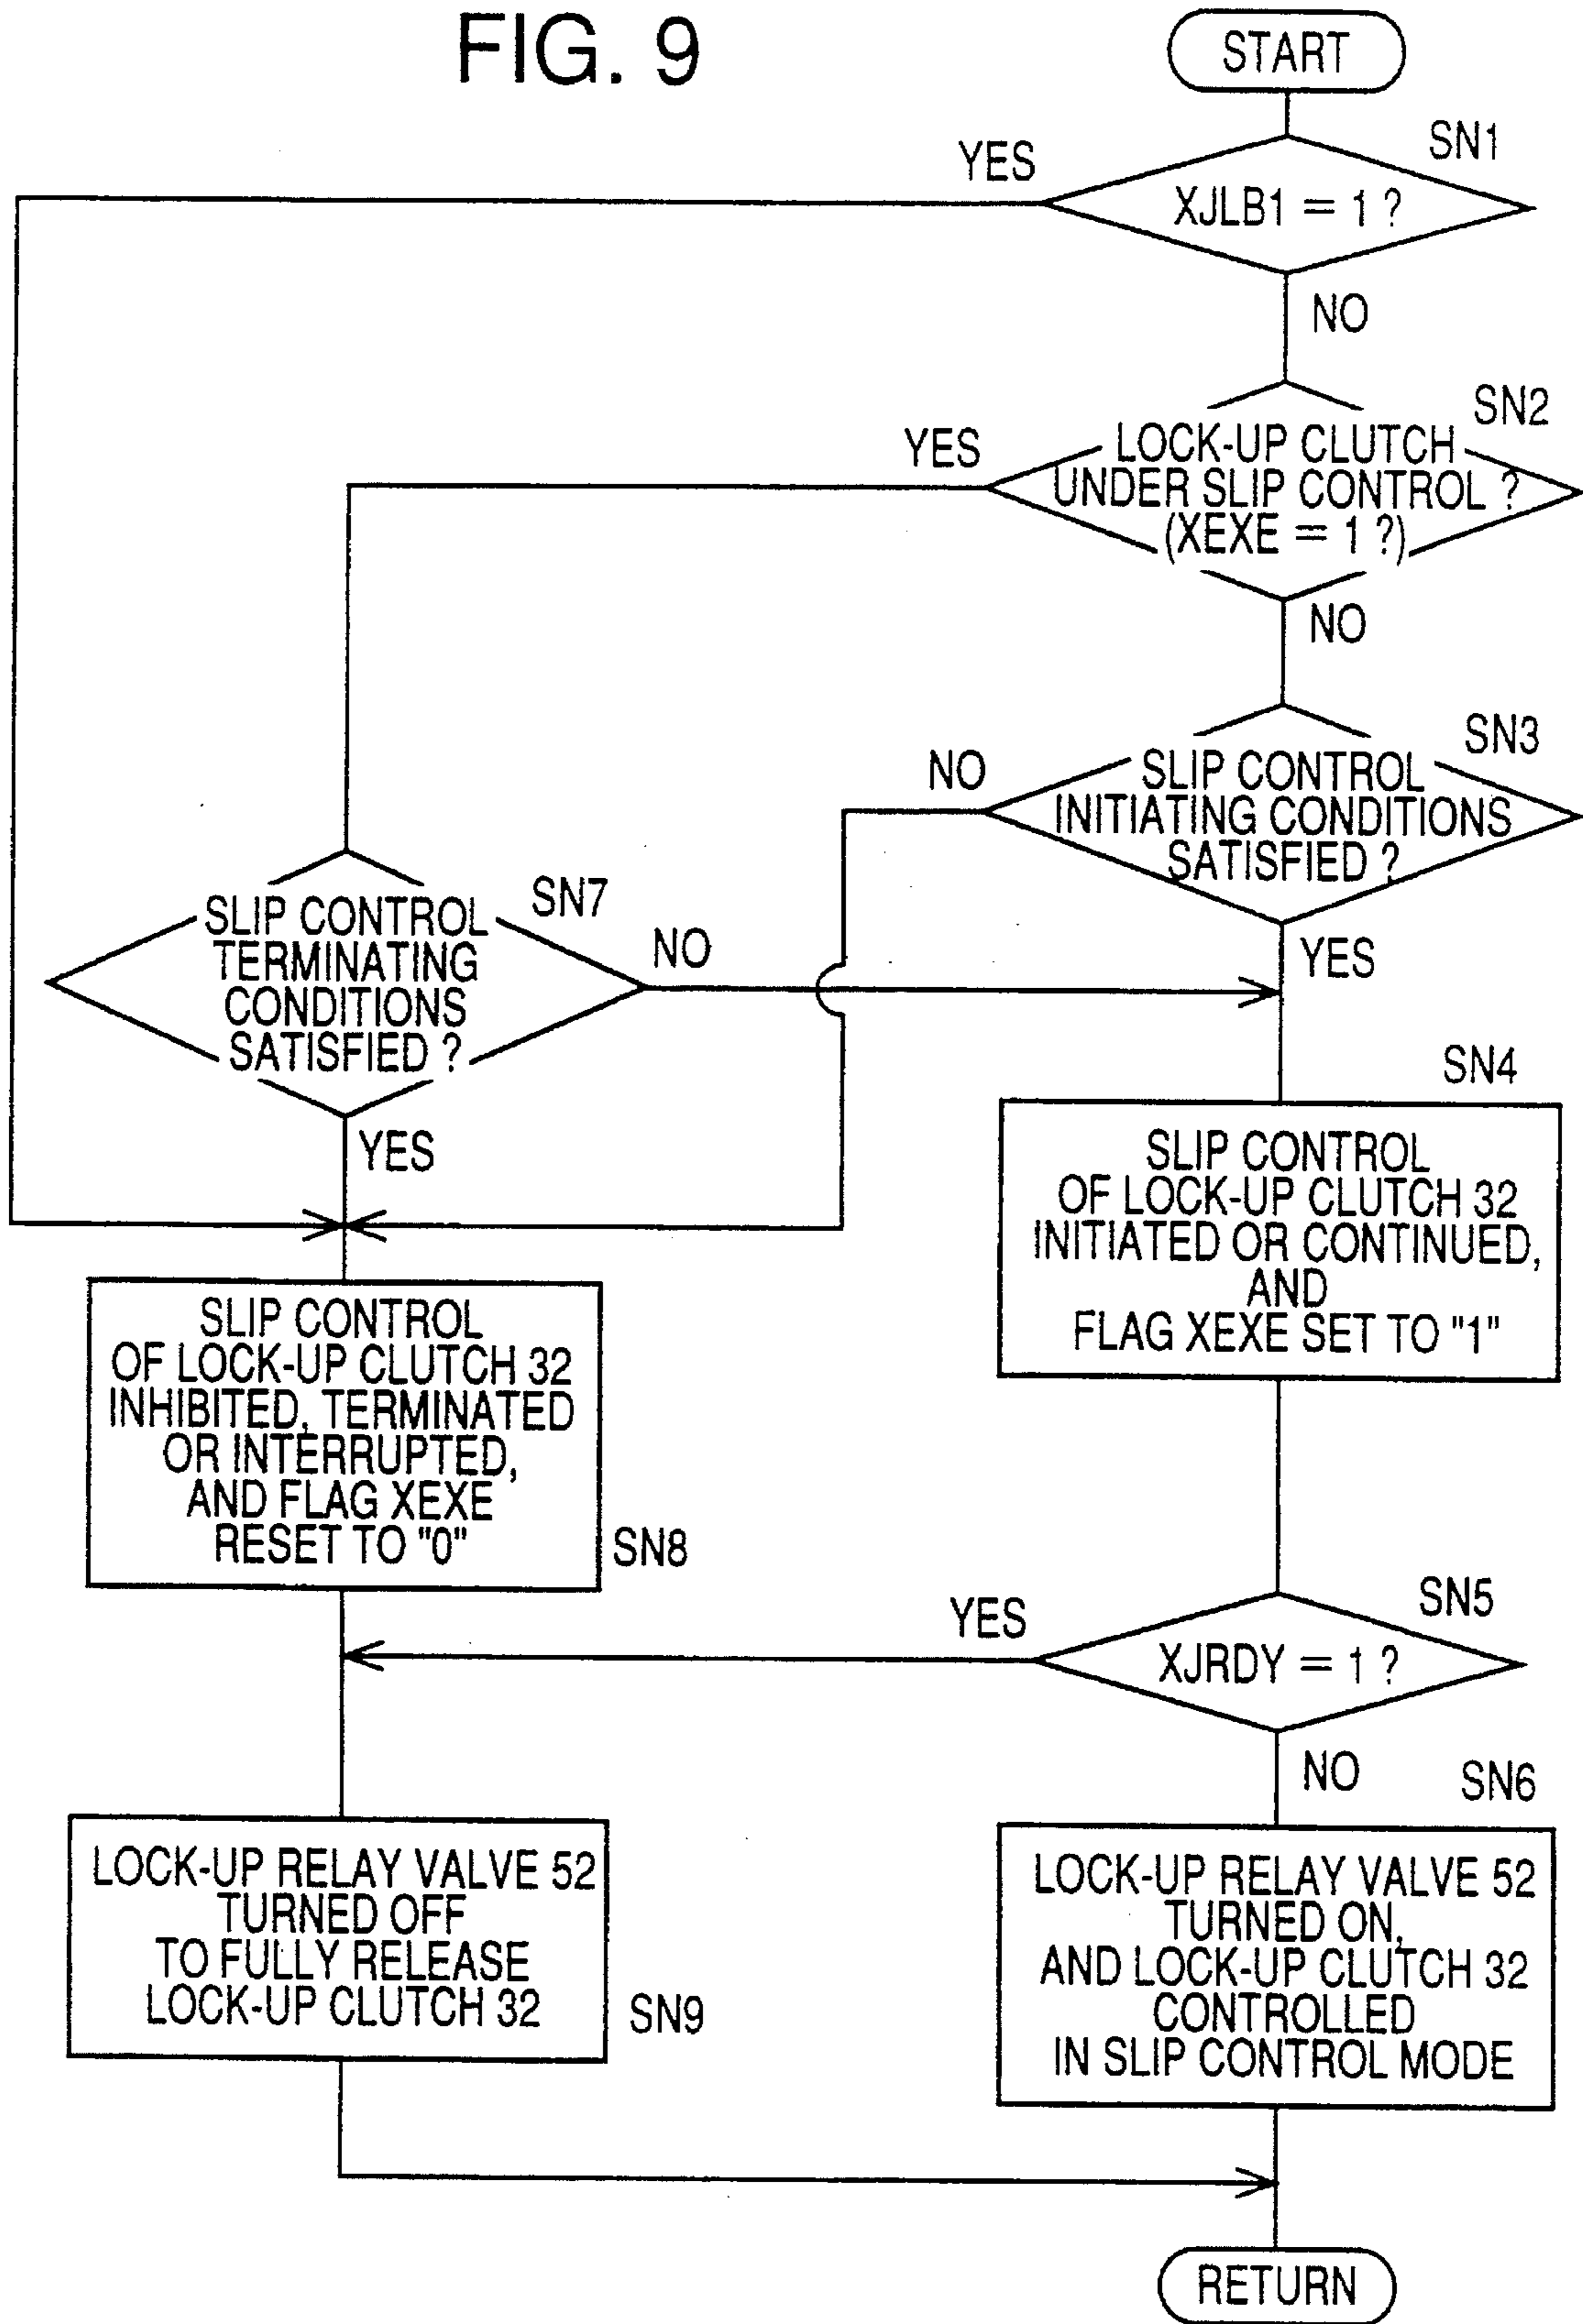 FIG. 9
START
SN1
YES
XJLB1 = 1 ?
NO
SN2
YES
LOCK-UP CLUTCH
UNDER SLIP CONTROL ?
(XEXE = 1 ?)
NO
SN3
NO
SLIP CONTROL
INITIATING CONDITIONS
SATISFIED ?
YES
SN7
SLIP CONTROL
TERMINATING
CONDITIONS
SATISFIED ?
NO
YES
SN4
SLIP CONTROL
OF LOCK-UP CLUTCH 32
INITIATED OR CONTINUED,
AND
FLAG XEXE SET TO "1"
SLIP CONTROL
OF LOCK-UP CLUTCH 32
INHIBITED, TERMINATED
OR INTERRUPTED,
AND FLAG XEXE
RESET TO "0"
SN8
SN5
YES
XJRDY = 1 ?
NO
SN6
LOCK-UP RELAY VALVE 52
TURNED OFF
TO FULLY RELEASE
LOCK-UP CLUTCH 32
SN9
LOCK-UP RELAY VALVE 52
TURNED ON,
AND LOCK-UP CLUTCH 32
CONTROLLED
IN SLIP CONTROL MODE
RETURN